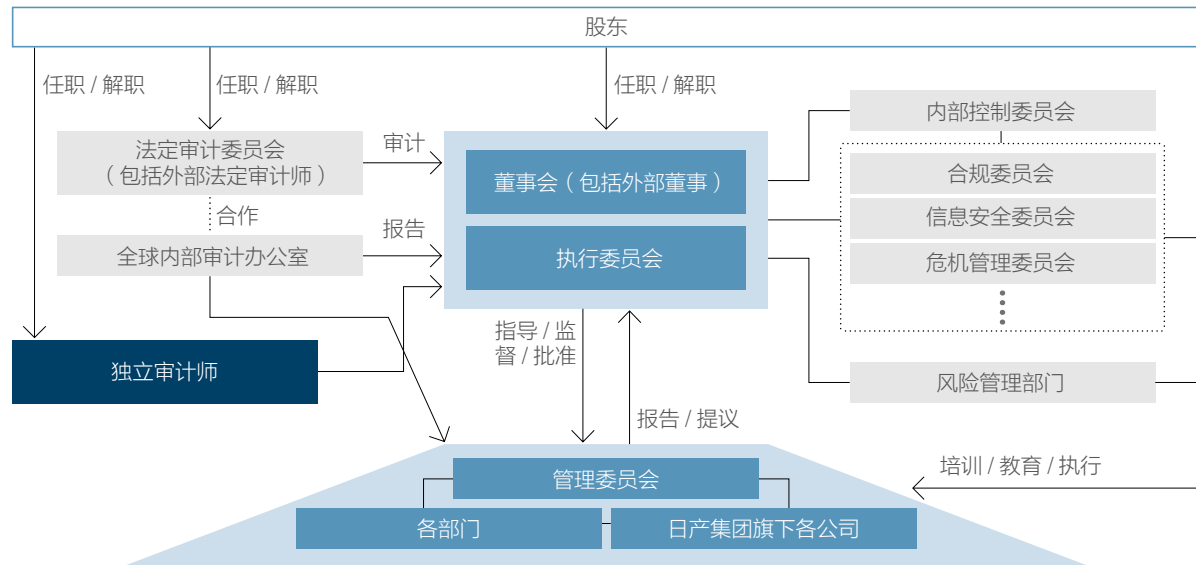 股东
任职 / 解职
任职 / 解职
任职 / 解职
法定审计委员会
（包括外部法定审计师）
审计
合作
全球内部审计办公室
报告
独立审计师
董事会（包括外部董事）
执行委员会
内部控制委员会
合规委员会
信息安全委员会
危机管理委员会
风险管理部门
指导 / 监
督 / 批准
报告 / 提议
培训 / 教育 / 执行
管理委员会
各部门
日产集团旗下各公司